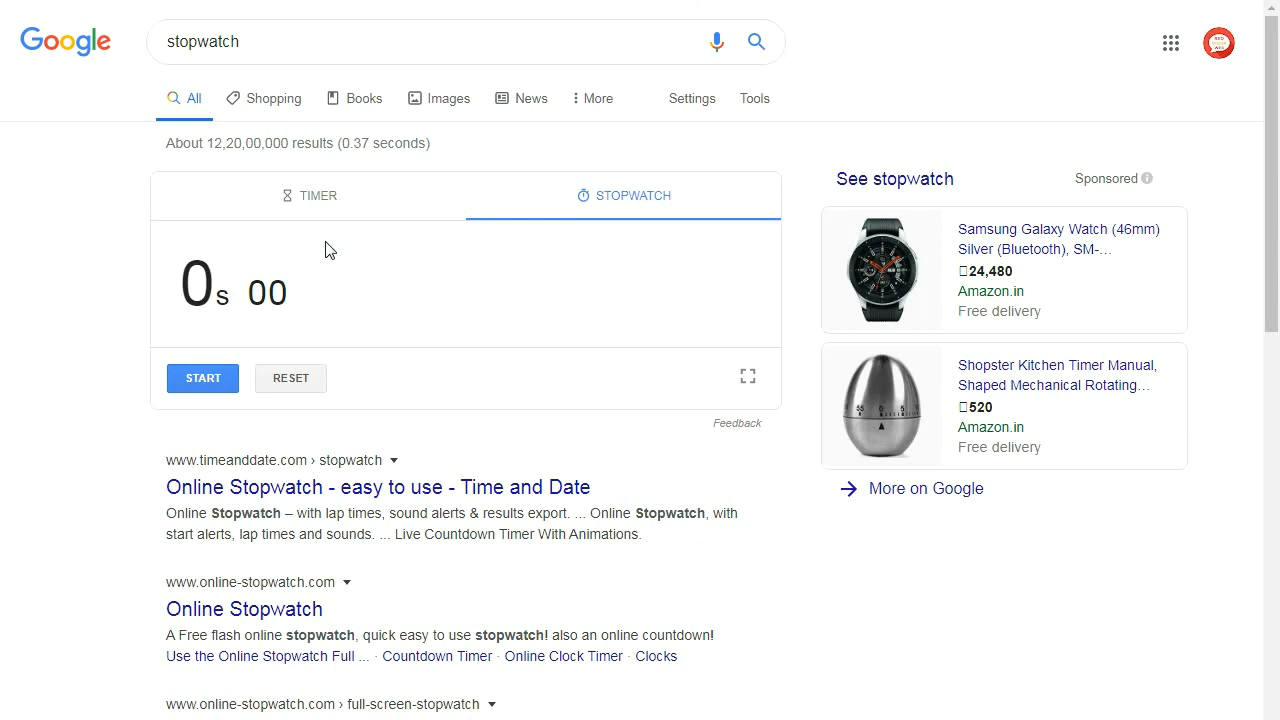 Google
stopwatch
All Shopping Books Images News More Settings Tools
About 12,20,00,000 results (0.37 seconds)
TIMER STOPWATCH
0s 00
START RESET
Feedback
www.timeanddate.com › stopwatch
Online Stopwatch - easy to use - Time and Date
Online Stopwatch – with lap times, sound alerts & results export. ... Online Stopwatch, with
start alerts, lap times and sounds. ... Live Countdown Timer With Animations.
www.online-stopwatch.com
Online Stopwatch
A Free flash online stopwatch, quick easy to use stopwatch! also an online countdown!
Use the Online Stopwatch Full ... · Countdown Timer · Online Clock Timer · Clocks
www.online-stopwatch.com › full-screen-stopwatch
See stopwatch Sponsored
Samsung Galaxy Watch (46mm)
Silver (Bluetooth), SM-...
24,480
Amazon.in
Free delivery
Shopster Kitchen Timer Manual,
Shaped Mechanical Rotating...
520
Amazon.in
Free delivery
55 0 5
More on Google